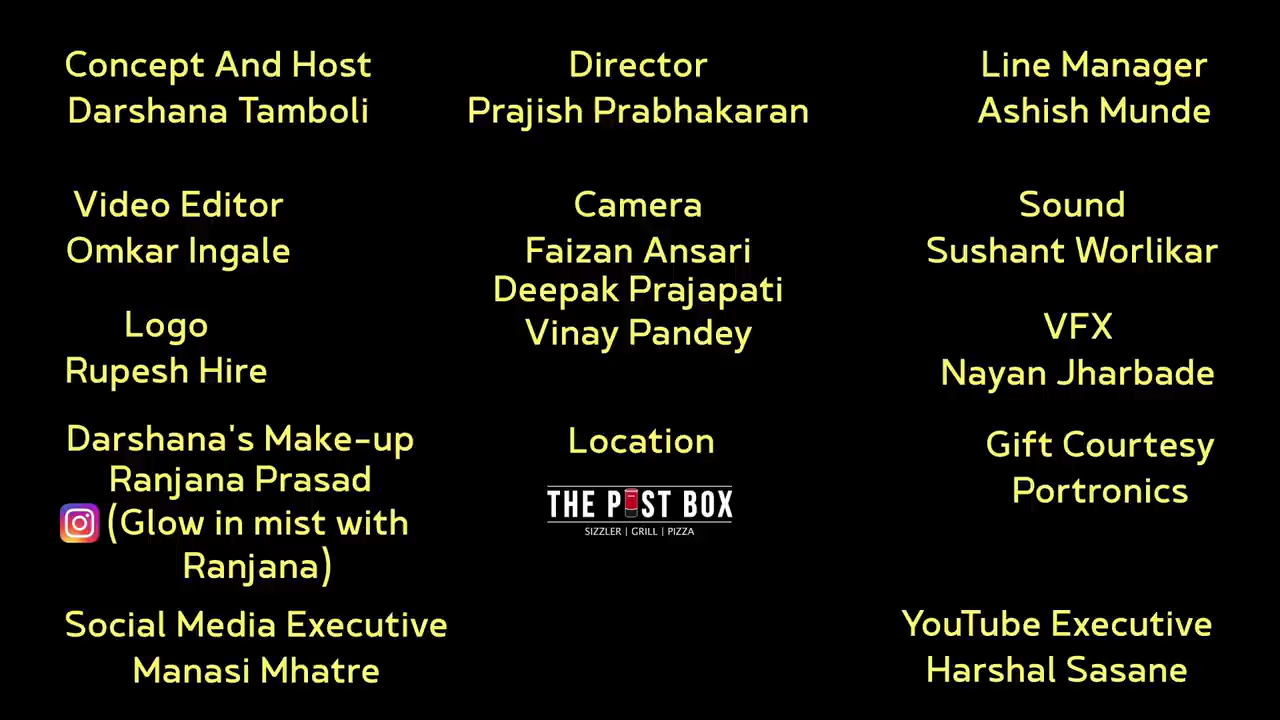 Concept And Host
Darshana Tamboli
Director
Prajish Prabhakaran
Line Manager
Ashish Munde
Video Editor
Omkar Ingale
Camera
Faizan Ansari
Deepak Prajapati
Vinay Pandey
Sound
Sushant Worlikar
Logo
Rupesh Hire
VFX
Nayan Jharbade
Darshana's Make-up
Ranjana Prasad
(Glow in mist with
Ranjana)
Location
THE POST BOX
SIZZLER | GRILL | PIZZA
Gift Courtesy
Portronics
Social Media Executive
Manasi Mhatre
YouTube Executive
Harshal Sasane